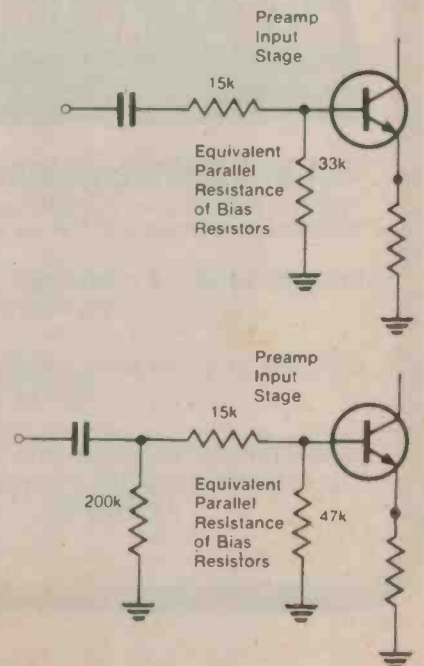 Preamp
Input
Stage
15k
Equivalent
Parallel
Resistance
of Bias
Resistors
33k
Preamp
Input
Stage
15k
200k
Equivalent
Parallel
Resistance
of Bias
Resistors
47k